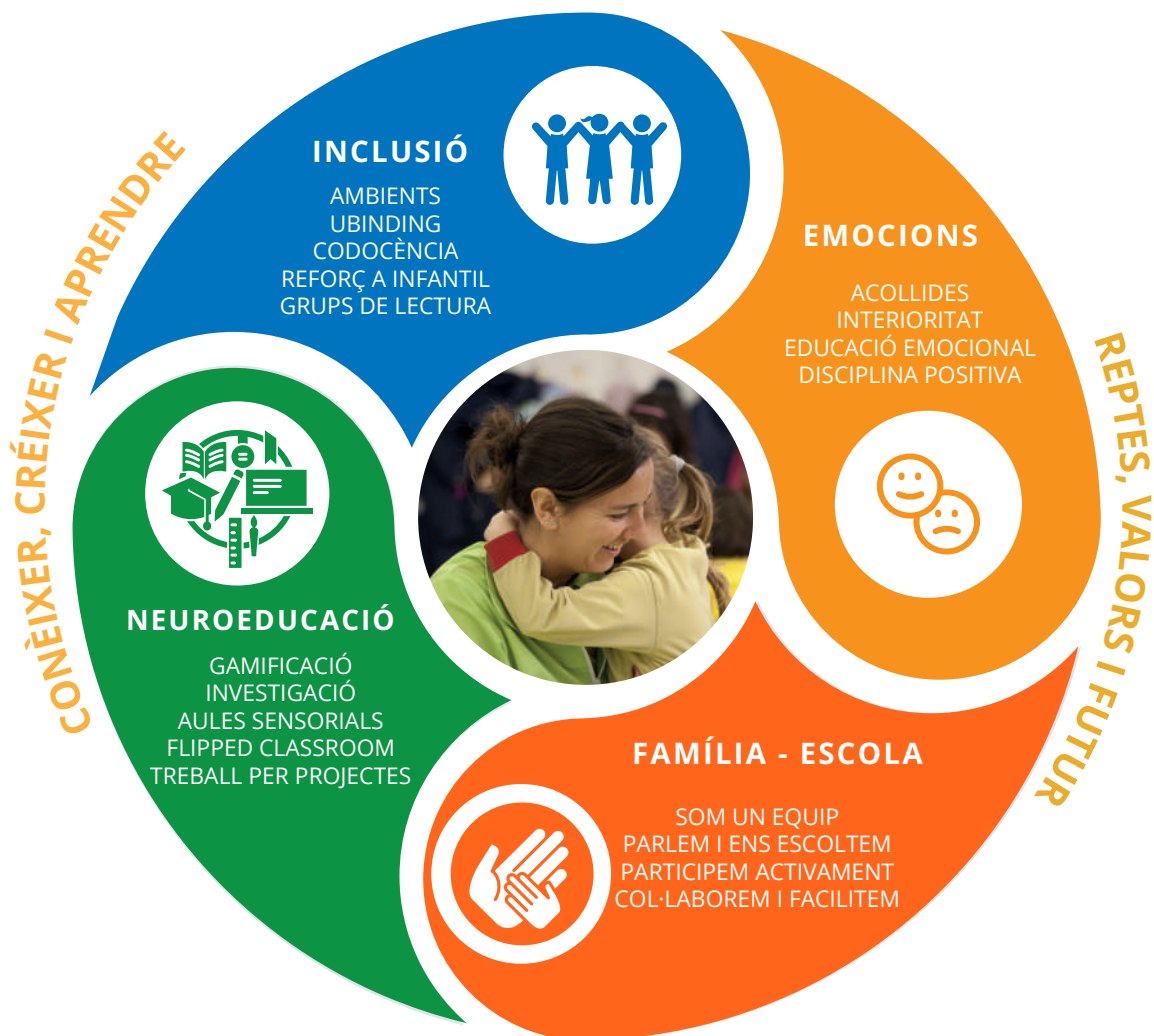 CONÈIXER, CRÉIXER I APRENDRE
INCLUSIÓ
AMBIENTS
UBINDING
CODOCÈNCIA
REFORÇ A INFANTIL
GRUPS DE LECTURA
EMOCIONS
ACOLLIDES
INTERIORITAT
EDUCACIÓ EMOCIONAL
DISCIPLINA POSITIVA
REPTES, VALORS I FUTUR
NEUROEDUCACIÓ
GAMIFICACIÓ
INVESTIGACIÓ
AULES SENSORIALS
FLIPPED CLASSROOM
TREBALL PER PROJECTES
FAMÍLIA - ESCOLA
SOM UN EQUIP
PARLEM I ENS ESCOLTEM
PARTICIPEM ACTIVAMENT
COL·LABOREM I FACILITEM